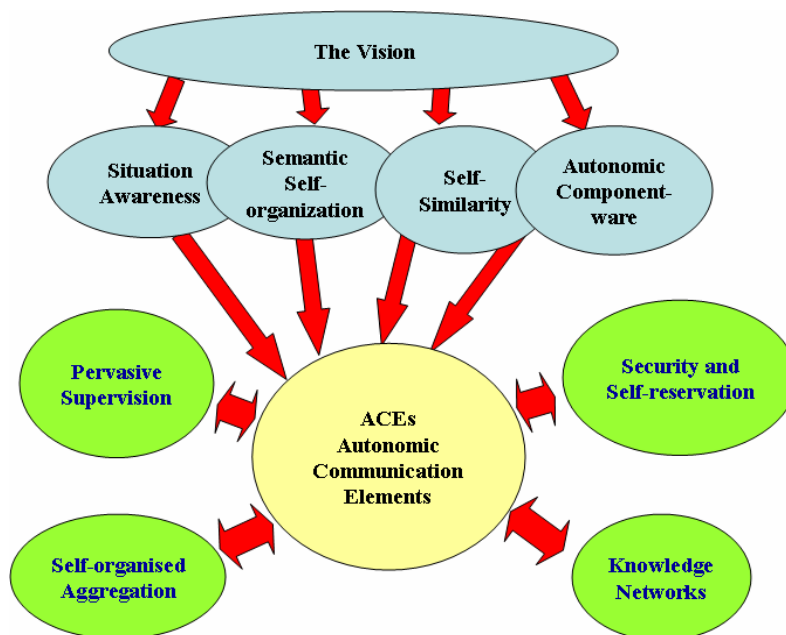 The Vision
Situation
Awareness
Semantic
Self-
organization
Self-
Similarity
Autonomic
Component-
ware
Pervasive
Supervision
Security and
Self-reservation
ACEs
Autonomic
Communication
Elements
Self-organised
Aggregation
Knowledge
Networks